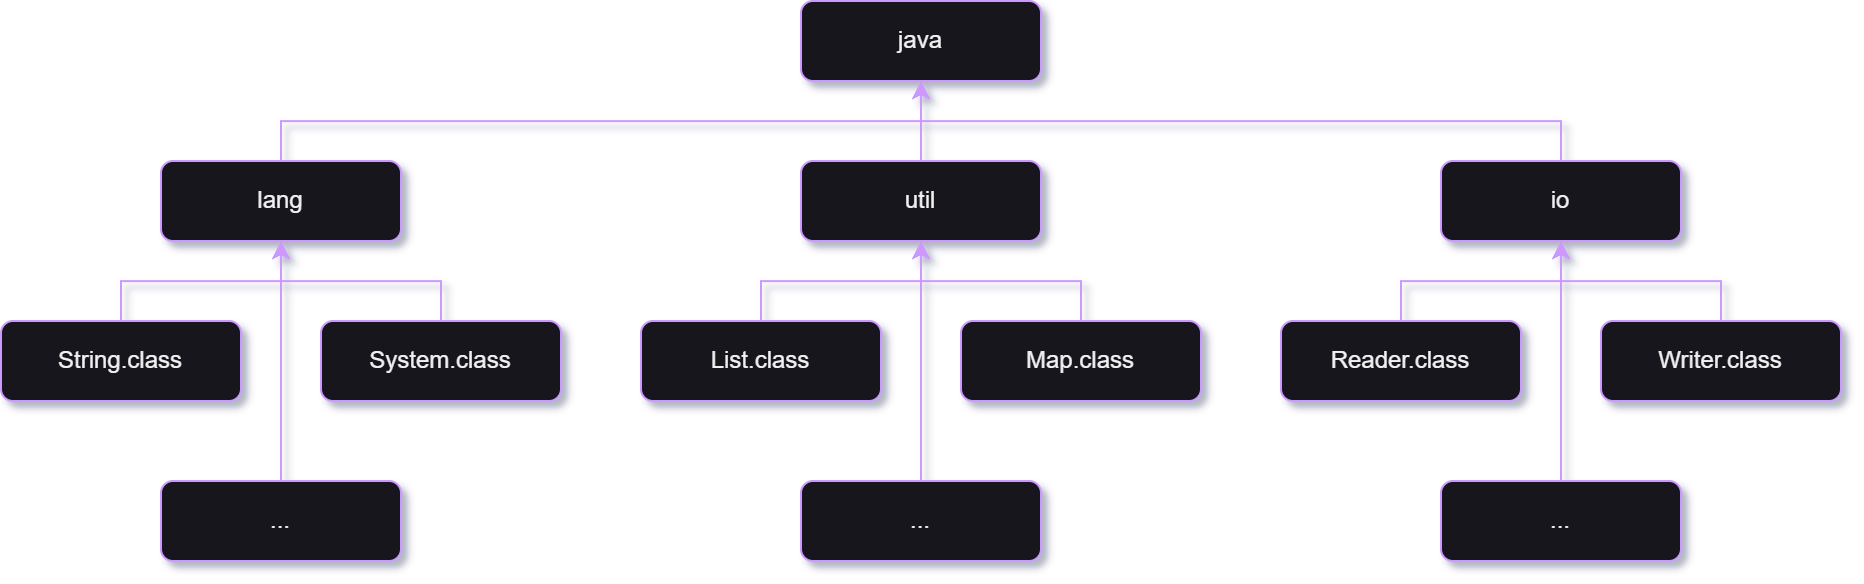 java
lang
util
io
String.class
System.class
List.class
Map.class
Reader.class
Writer.class
...
...
...